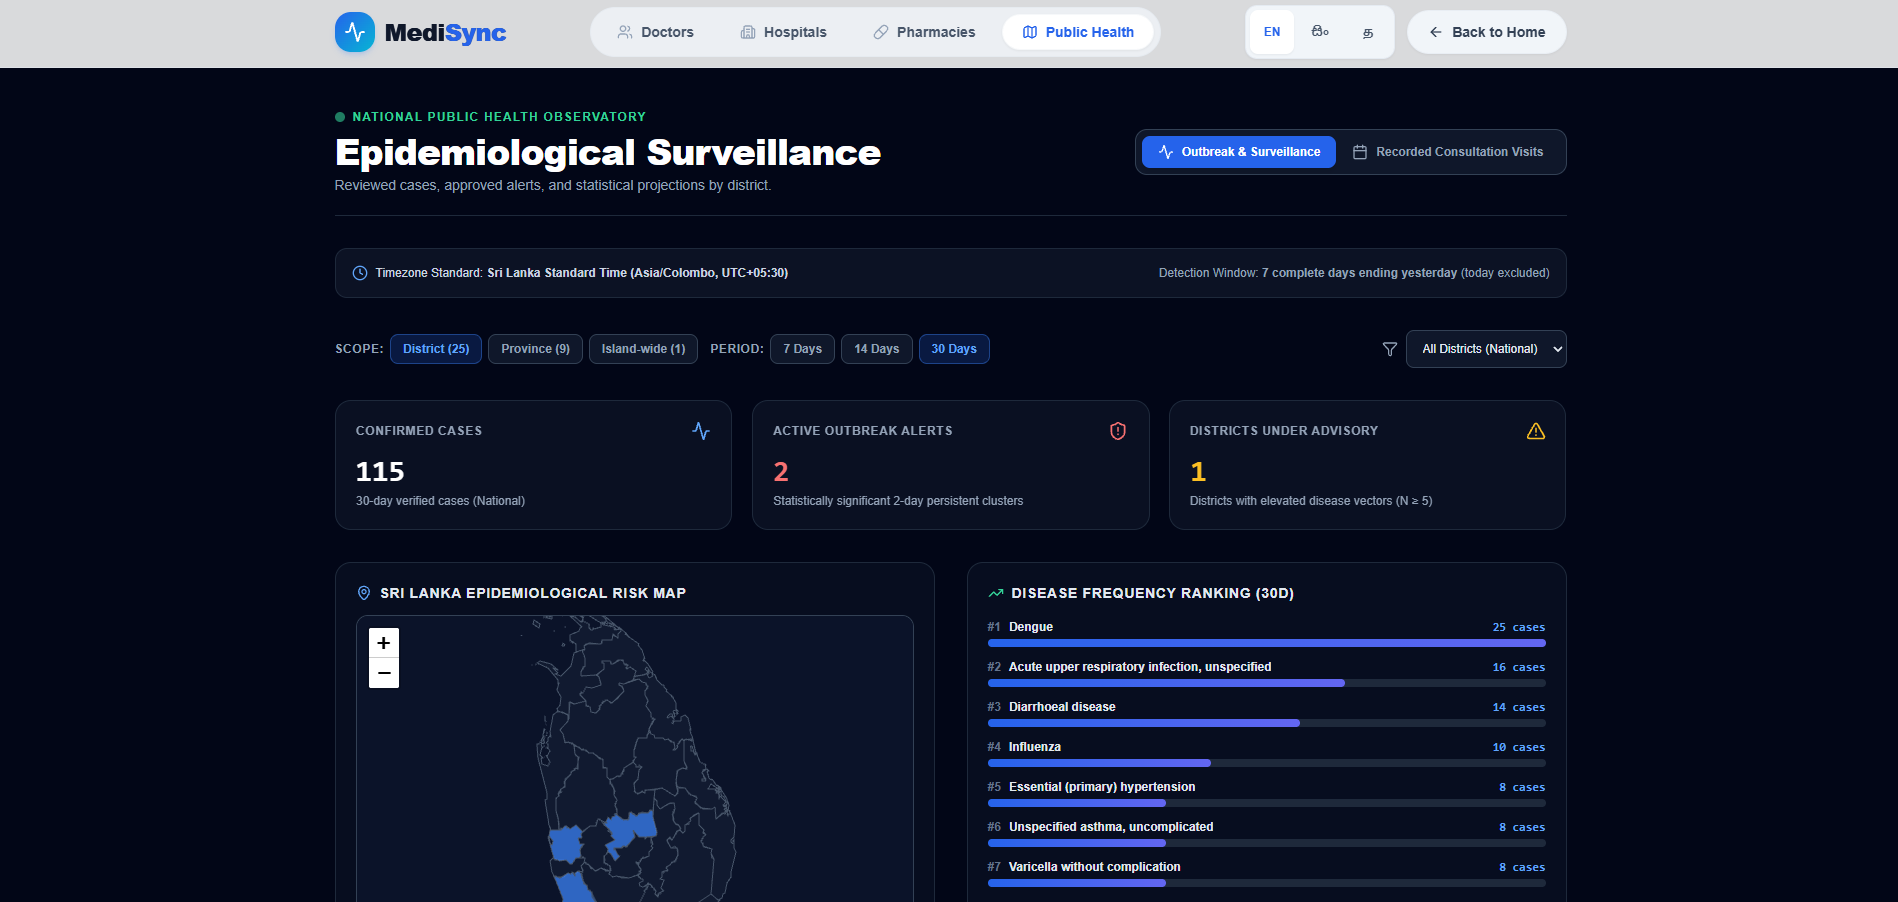 MediSync
Doctors
Hospitals
Pharmacies
Public Health
EN
සිං
த
Back to Home
NATIONAL PUBLIC HEALTH OBSERVATORY
Epidemiological Surveillance
Reviewed cases, approved alerts, and statistical projections by district.
Outbreak & Surveillance
Recorded Consultation Visits
Timezone Standard: Sri Lanka Standard Time (Asia/Colombo, UTC+05:30)
Detection Window: 7 complete days ending yesterday (today excluded)
SCOPE: District (25) Province (9) Island-wide (1) PERIOD: 7 Days 14 Days 30 Days
All Districts (National)
CONFIRMED CASES
115
30-day verified cases (National)
ACTIVE OUTBREAK ALERTS
2
Statistically significant 2-day persistent clusters
DISTRICTS UNDER ADVISORY
1
Districts with elevated disease vectors (N ≥ 5)
SRI LANKA EPIDEMIOLOGICAL RISK MAP
+
−
DISEASE FREQUENCY RANKING (30D)
#1 Dengue 25 cases
#2 Acute upper respiratory infection, unspecified 16 cases
#3 Diarrhoeal disease 14 cases
#4 Influenza 10 cases
#5 Essential (primary) hypertension 8 cases
#6 Unspecified asthma, uncomplicated 8 cases
#7 Varicella without complication 8 cases